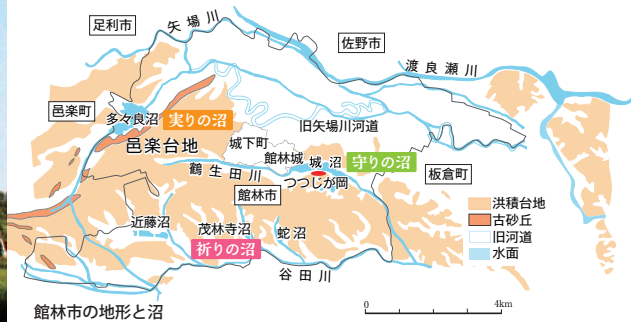 足利市
矢場川
佐野市
渡良瀬川
邑楽町
多々良沼
実りの沼
邑楽台地
城下町
旧矢場川河道
館林城
城沼
守りの沼
鶴生田川
つつじが岡
板倉町
館林市
近藤沼
茂林寺沼
蛇沼
祈りの沼
谷田川
洪積台地
古砂丘
旧河道
水面
0
4km
館林市の地形と沼